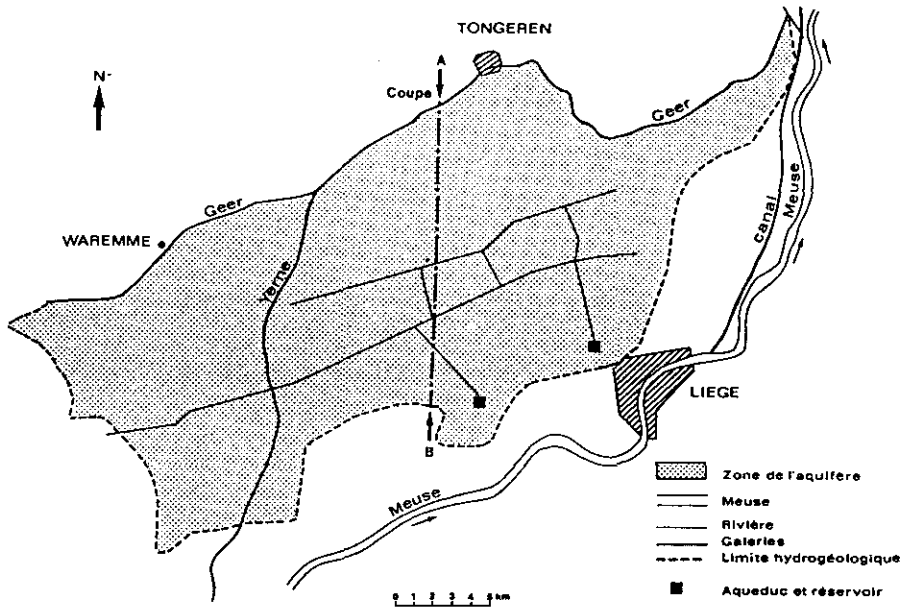 TONGEREN
N-
A
Coupe
Geer
Geer
WAREMME
Yerne
canal
Meuse
B
LIEGE
Meuse
Zone de l'aquifère
Meuse
Rivière
Galeries
Limite hydrogéologique
Aqueduc et réservoir
0 1 2 3 4 5 km